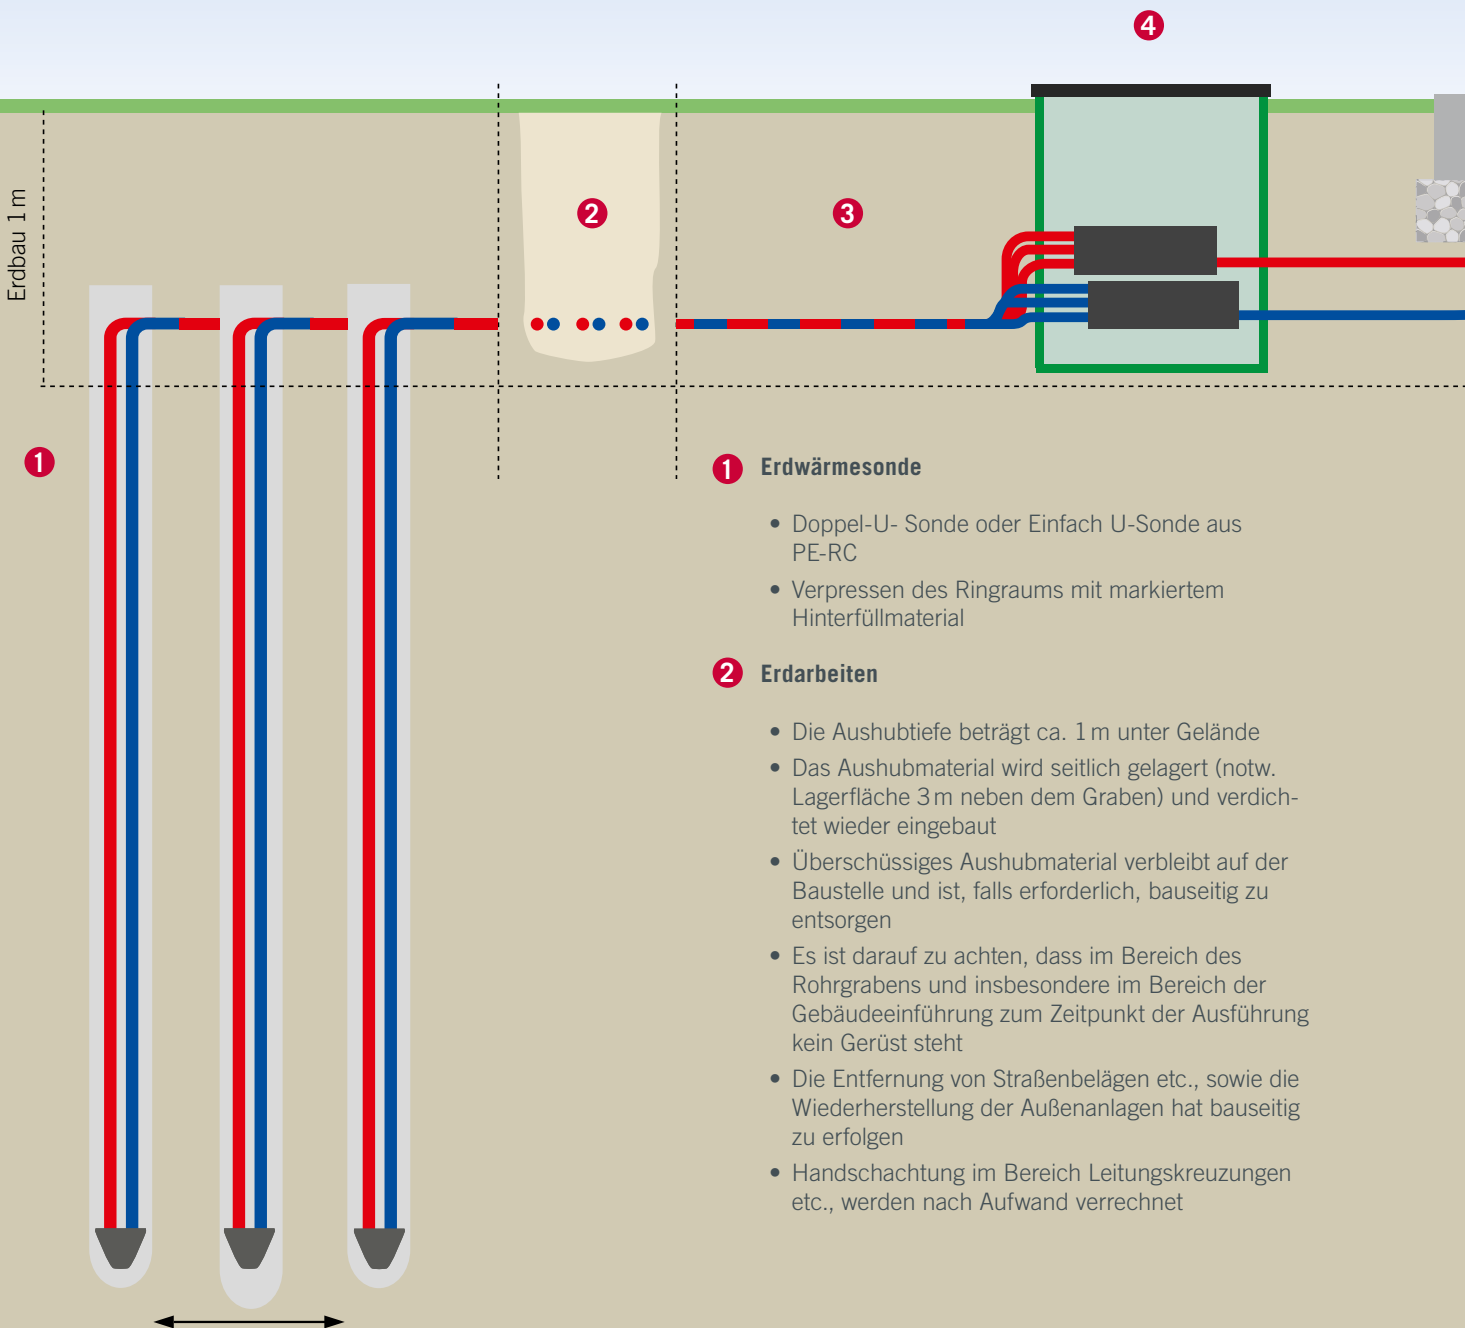 4
Erdbau 1 m
2
3
1
1 Erdwärmesonde
• Doppel-U- Sonde oder Einfach U-Sonde aus
PE-RC
• Verpressen des Ringraums mit markiertem
Hinterfüllmaterial
2 Erdarbeiten
• Die Aushubtiefe beträgt ca. 1 m unter Gelände
• Das Aushubmaterial wird seitlich gelagert (notw.
Lagerfläche 3 m neben dem Graben) und verdich-
tet wieder eingebaut
• Überschüssiges Aushubmaterial verbleibt auf der
Baustelle und ist, falls erforderlich, bauseitig zu
entsorgen
• Es ist darauf zu achten, dass im Bereich des
Rohrgrabens und insbesondere im Bereich der
Gebäudeeinführung zum Zeitpunkt der Ausführung
kein Gerüst steht
• Die Entfernung von Straßenbelägen etc., sowie die
Wiederherstellung der Außenanlagen hat bauseitig
zu erfolgen
• Handschachtung im Bereich Leitungskreuzungen
etc., werden nach Aufwand verrechnet